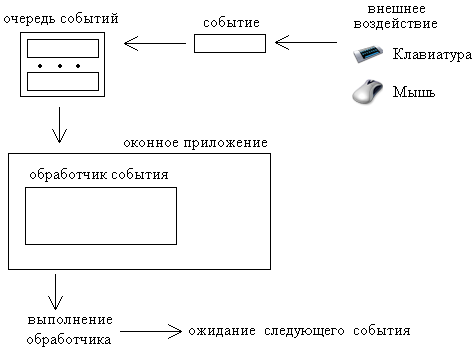 очередь событий
событие
внешнее
воздействие
Клавиатура
Мышь
оконное приложение
обработчик события
выполнение
обработчика
ожидание следующего события